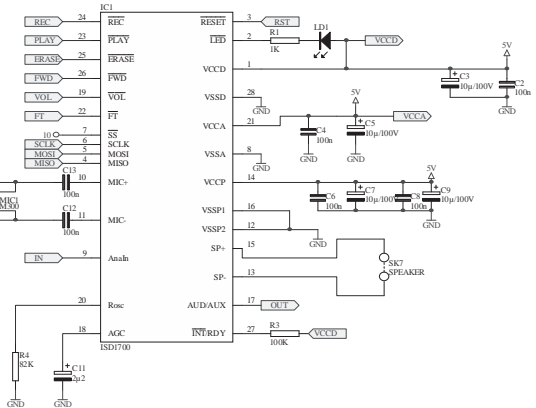 IC1
REC 24 REC RESET 3 RST
PLAY 23 PLAY LED 2 R1 1K LD1 VCCD
ERASE 25 ERASE
FWD 26 FWD VCCD 1 5V C3 10µ/100V C2 100n
VOL 19 VOL VSSD 28 GND GND
FT 22 FT VCCA 21 5V VCCA
10 7 SS C4 100n C5 10µ/100V
SCLK 6 SCLK
MOSI 5 MOSI VSSA 8 GND GND GND
MISO 4 MISO
C13 100n 10 MIC+ VCCP 14 5V
MIC1 C6 100n C7 10µ/100V C8 100n C9 10µ/100V
M300
C12 100n 11 MIC- VSSP1 16
VSSP2 12 GND GND
IN 9 AnaIn SP+ 15
SP- 13 SK7 SPEAKER
20 Rosc AUD/AUX 17 OUT
18 AGC INT/RDY 27 R3 100K VCCD
ISD1700
R4 82K C11 2µ2
GND GND